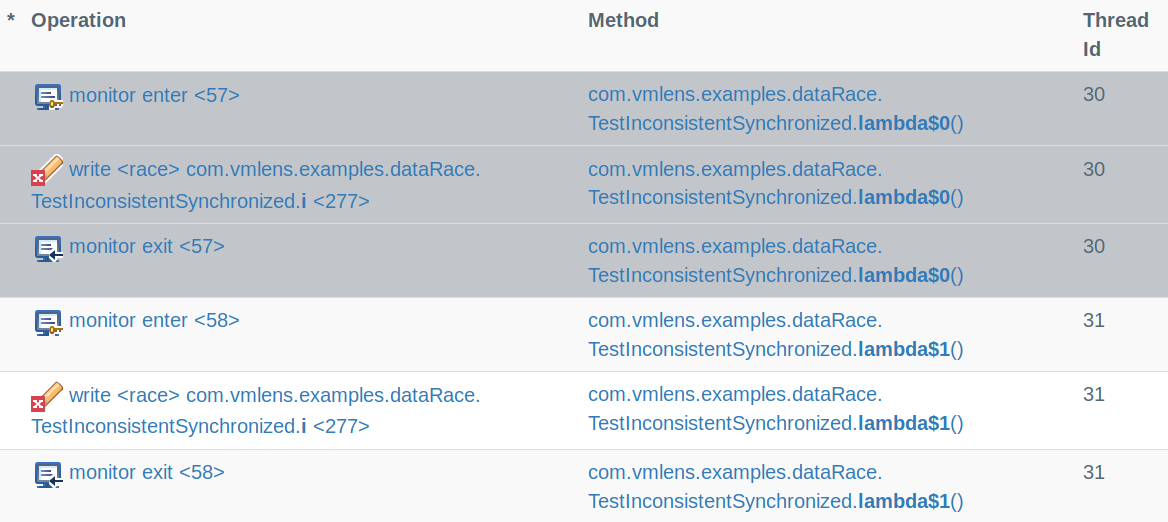 * Operation Method Thread
Id
monitor enter <57> com.vmlens.examples.dataRace. 30
TestInconsistentSynchronized.lambda$0()
write <race> com.vmlens.examples.dataRace. com.vmlens.examples.dataRace. 30
TestInconsistentSynchronized.i <277> TestInconsistentSynchronized.lambda$0()
monitor exit <57> com.vmlens.examples.dataRace. 30
TestInconsistentSynchronized.lambda$0()
monitor enter <58> com.vmlens.examples.dataRace. 31
TestInconsistentSynchronized.lambda$1()
write <race> com.vmlens.examples.dataRace. com.vmlens.examples.dataRace. 31
TestInconsistentSynchronized.i <277> TestInconsistentSynchronized.lambda$1()
monitor exit <58> com.vmlens.examples.dataRace. 31
TestInconsistentSynchronized.lambda$1()